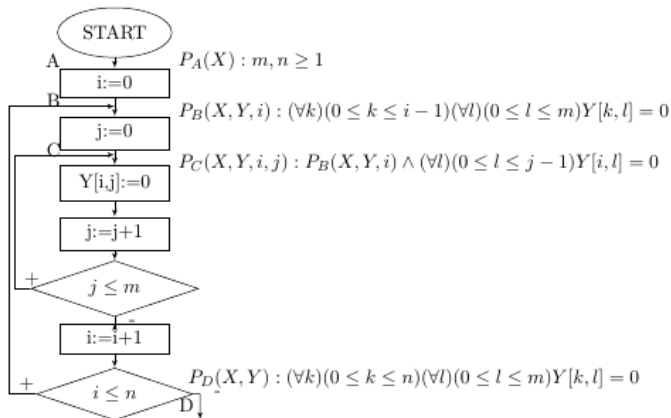 START
A
P_A(X) : m, n ≥ 1
i:=0
B
P_B(X, Y, i) : (∀k)(0 ≤ k ≤ i − 1)(∀l)(0 ≤ l ≤ m)Y[k, l] = 0
j:=0
C
P_C(X, Y, i, j) : P_B(X, Y, i) ∧ (∀l)(0 ≤ l ≤ j − 1)Y[i, l] = 0
Y[i,j]:=0
j:=j+1
+
j ≤ m
-
i:=i+1
P_D(X, Y) : (∀k)(0 ≤ k ≤ n)(∀l)(0 ≤ l ≤ m)Y[k, l] = 0
+
i ≤ n
-
D